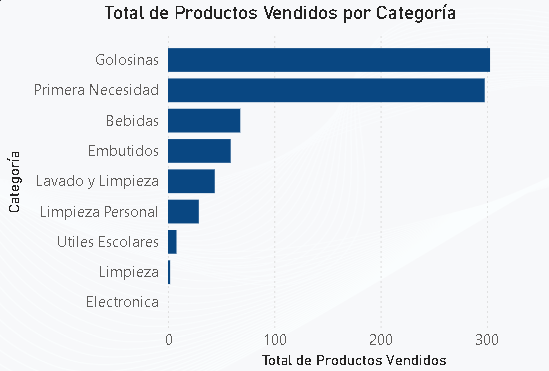 Total de Productos Vendidos por Categoría
Golosinas
Primera Necesidad
Bebidas
Embutidos
Lavado y Limpieza
Limpieza Personal
Utiles Escolares
Limpieza
Electronica
Categoría
0 100 200 300
Total de Productos Vendidos